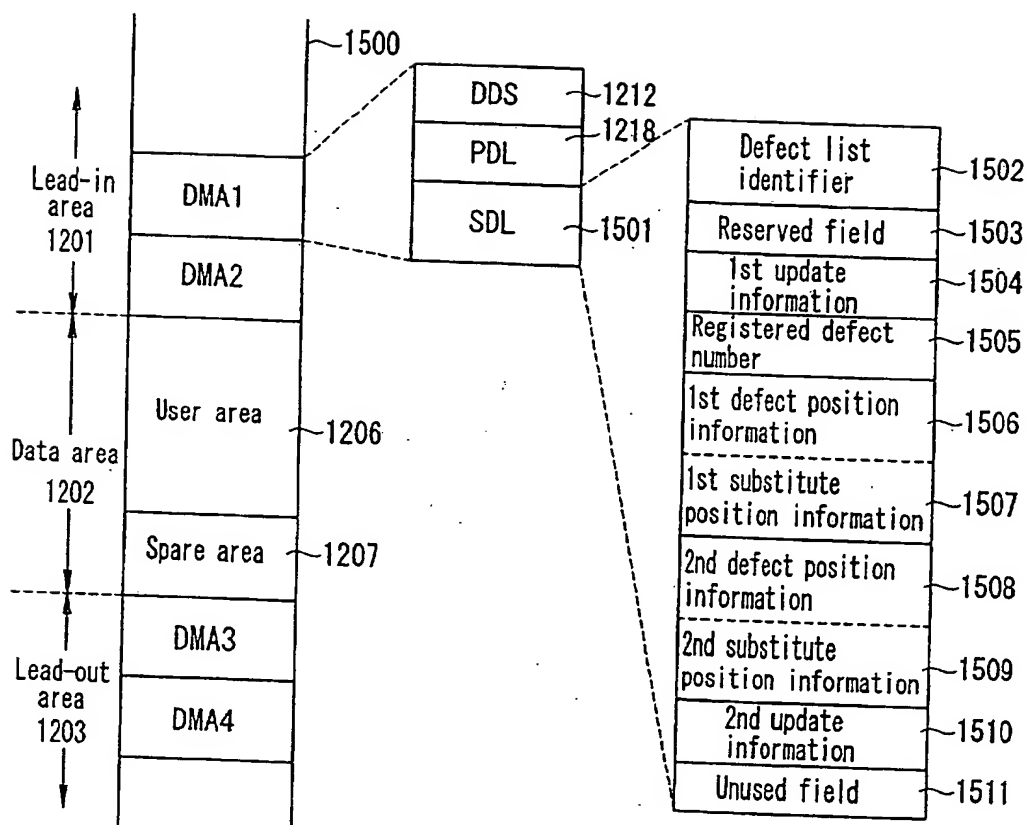 1500
Lead-in
area
1201
DMA1
DMA2
Data area
1202
User area
1206
Spare area
1207
Lead-out
area
1203
DMA3
DMA4
DDS
1212
PDL
1218
SDL
1501
Defect list
identifier
1502
Reserved field
1503
1st update
information
1504
Registered defect
number
1505
1st defect position
information
1506
1st substitute
position information
1507
2nd defect position
information
1508
2nd substitute
position information
1509
2nd update
information
1510
Unused field
1511